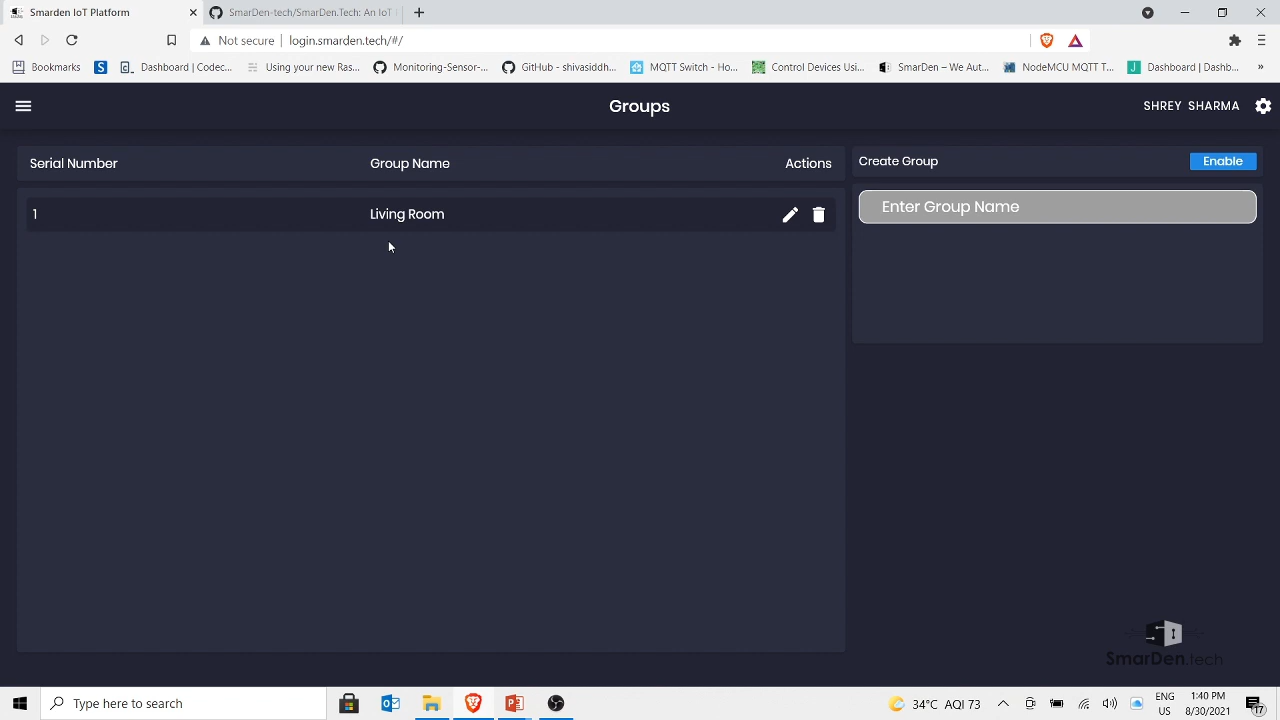 Smarden IoT Platform
SmarDen-tech/SmarDen.Tech: An IoT
Not secure
login.smarden.tech/#/
Bookmarks
S
Dashboard | Codec...
Using your new Ras...
Monitoring-Sensor-...
GitHub - shivasiddh...
MQTT Switch - Ho...
Control Devices Usi...
SmarDen – We Aut...
NodeMCU MQTT T...
J
Dashboard | Dashb...
»
Groups
SHREY SHARMA
Serial Number
Group Name
Actions
1
Living Room
Create Group
Enable
Enter Group Name
SmarDen.tech
Type here to search
34°C AQI 73
ENG
US
1:40 PM
8/30/2021
17